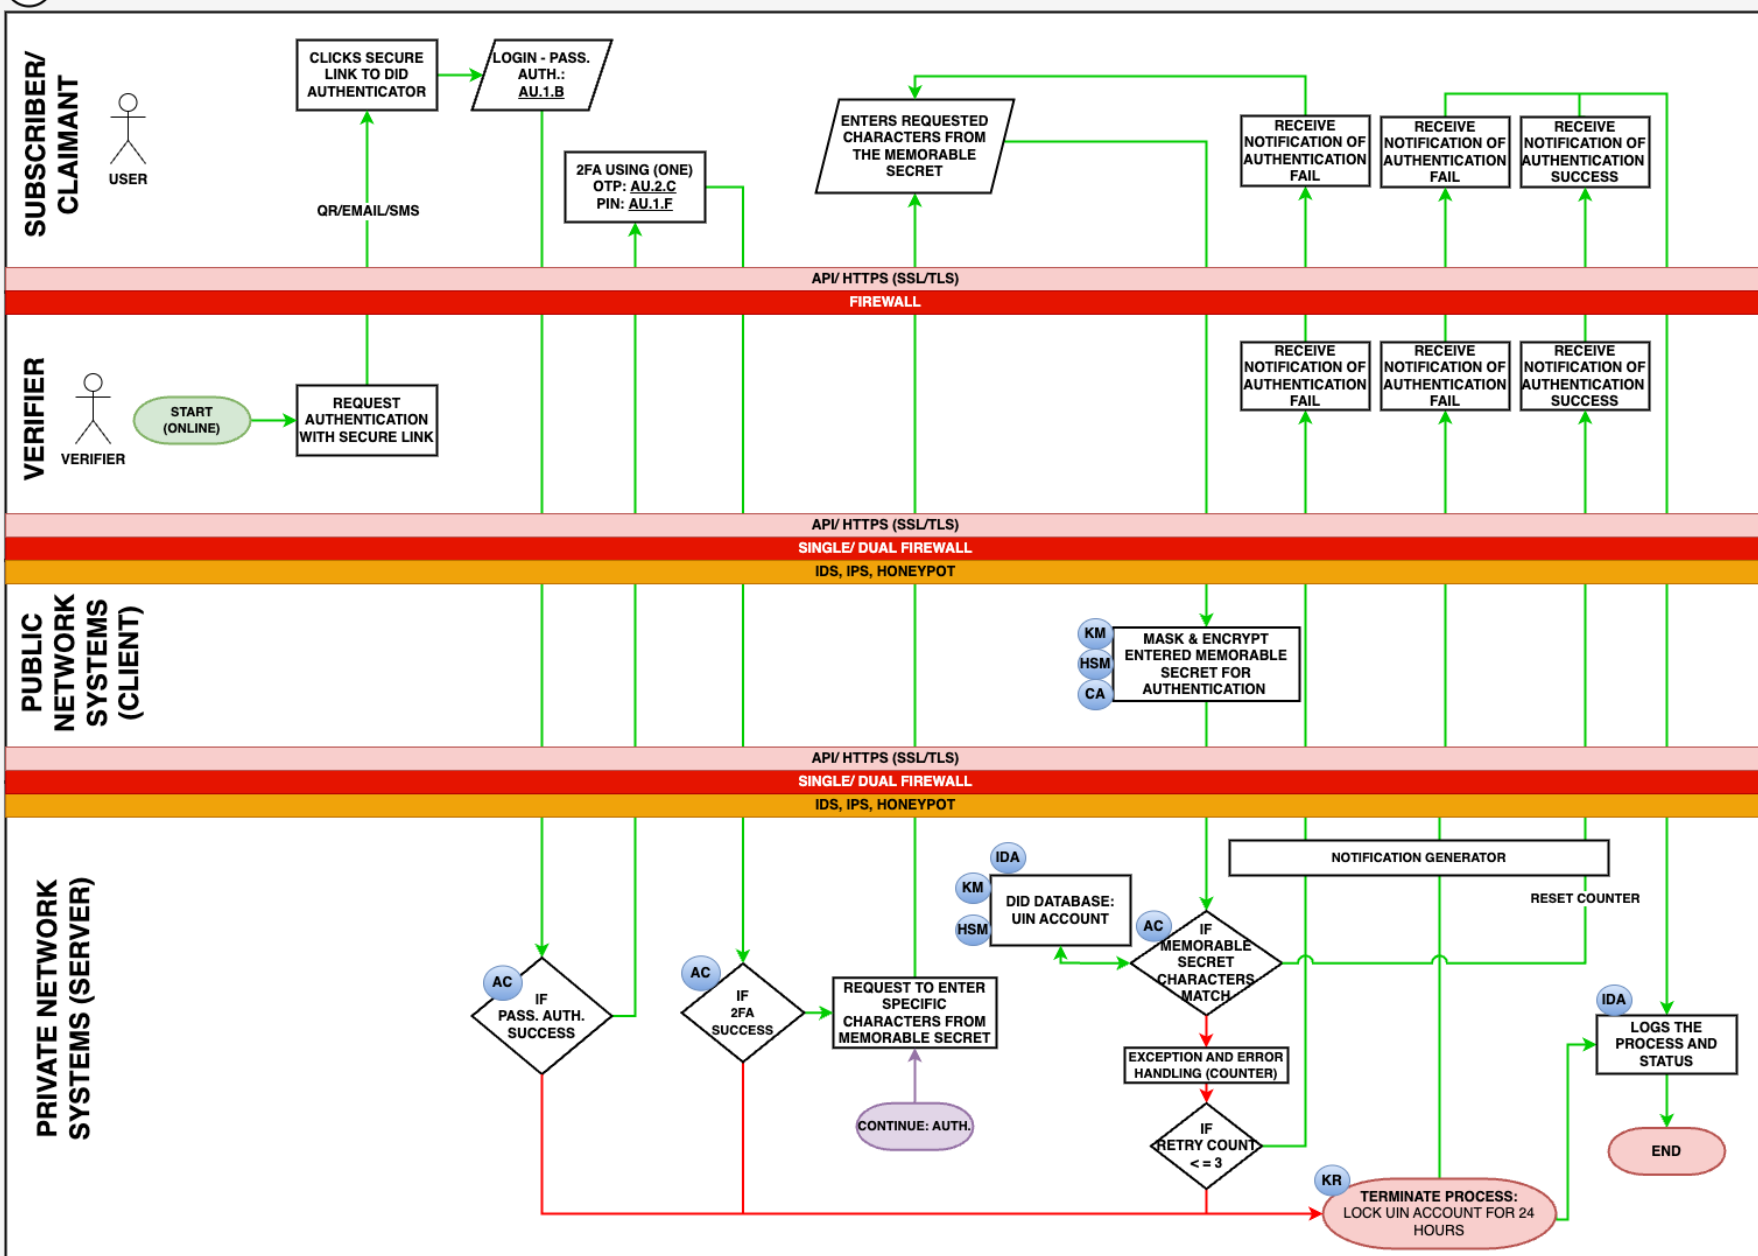 SUBSCRIBER/
CLAIMANT
USER
CLICKS SECURE
LINK TO DID
AUTHENTICATOR
LOGIN - PASS.
AUTH.:
AU.1.B
QR/EMAIL/SMS
2FA USING (ONE)
OTP: AU.2.C
PIN: AU.1.F
ENTERS REQUESTED
CHARACTERS FROM
THE MEMORABLE
SECRET
RECEIVE
NOTIFICATION OF
AUTHENTICATION
FAIL
RECEIVE
NOTIFICATION OF
AUTHENTICATION
FAIL
RECEIVE
NOTIFICATION OF
AUTHENTICATION
SUCCESS
API/ HTTPS (SSL/TLS)
FIREWALL
VERIFIER
VERIFIER
START
(ONLINE)
REQUEST
AUTHENTICATION
WITH SECURE LINK
RECEIVE
NOTIFICATION OF
AUTHENTICATION
FAIL
RECEIVE
NOTIFICATION OF
AUTHENTICATION
FAIL
RECEIVE
NOTIFICATION OF
AUTHENTICATION
SUCCESS
API/ HTTPS (SSL/TLS)
SINGLE/ DUAL FIREWALL
IDS, IPS, HONEYPOT
PUBLIC
NETWORK
SYSTEMS
(CLIENT)
KM
HSM
CA
MASK & ENCRYPT
ENTERED MEMORABLE
SECRET FOR
AUTHENTICATION
API/ HTTPS (SSL/TLS)
SINGLE/ DUAL FIREWALL
IDS, IPS, HONEYPOT
PRIVATE NETWORK
SYSTEMS (SERVER)
AC
IF
PASS. AUTH.
SUCCESS
AC
IF
2FA
SUCCESS
REQUEST TO ENTER
SPECIFIC
CHARACTERS FROM
MEMORABLE SECRET
CONTINUE: AUTH.
IDA
KM
HSM
DID DATABASE:
UIN ACCOUNT
AC
IF
MEMORABLE
SECRET
CHARACTERS
MATCH
NOTIFICATION GENERATOR
RESET COUNTER
EXCEPTION AND ERROR
HANDLING (COUNTER)
IF
RETRY COUNT
< = 3
KR
TERMINATE PROCESS:
LOCK UIN ACCOUNT FOR 24
HOURS
IDA
LOGS THE
PROCESS AND
STATUS
END